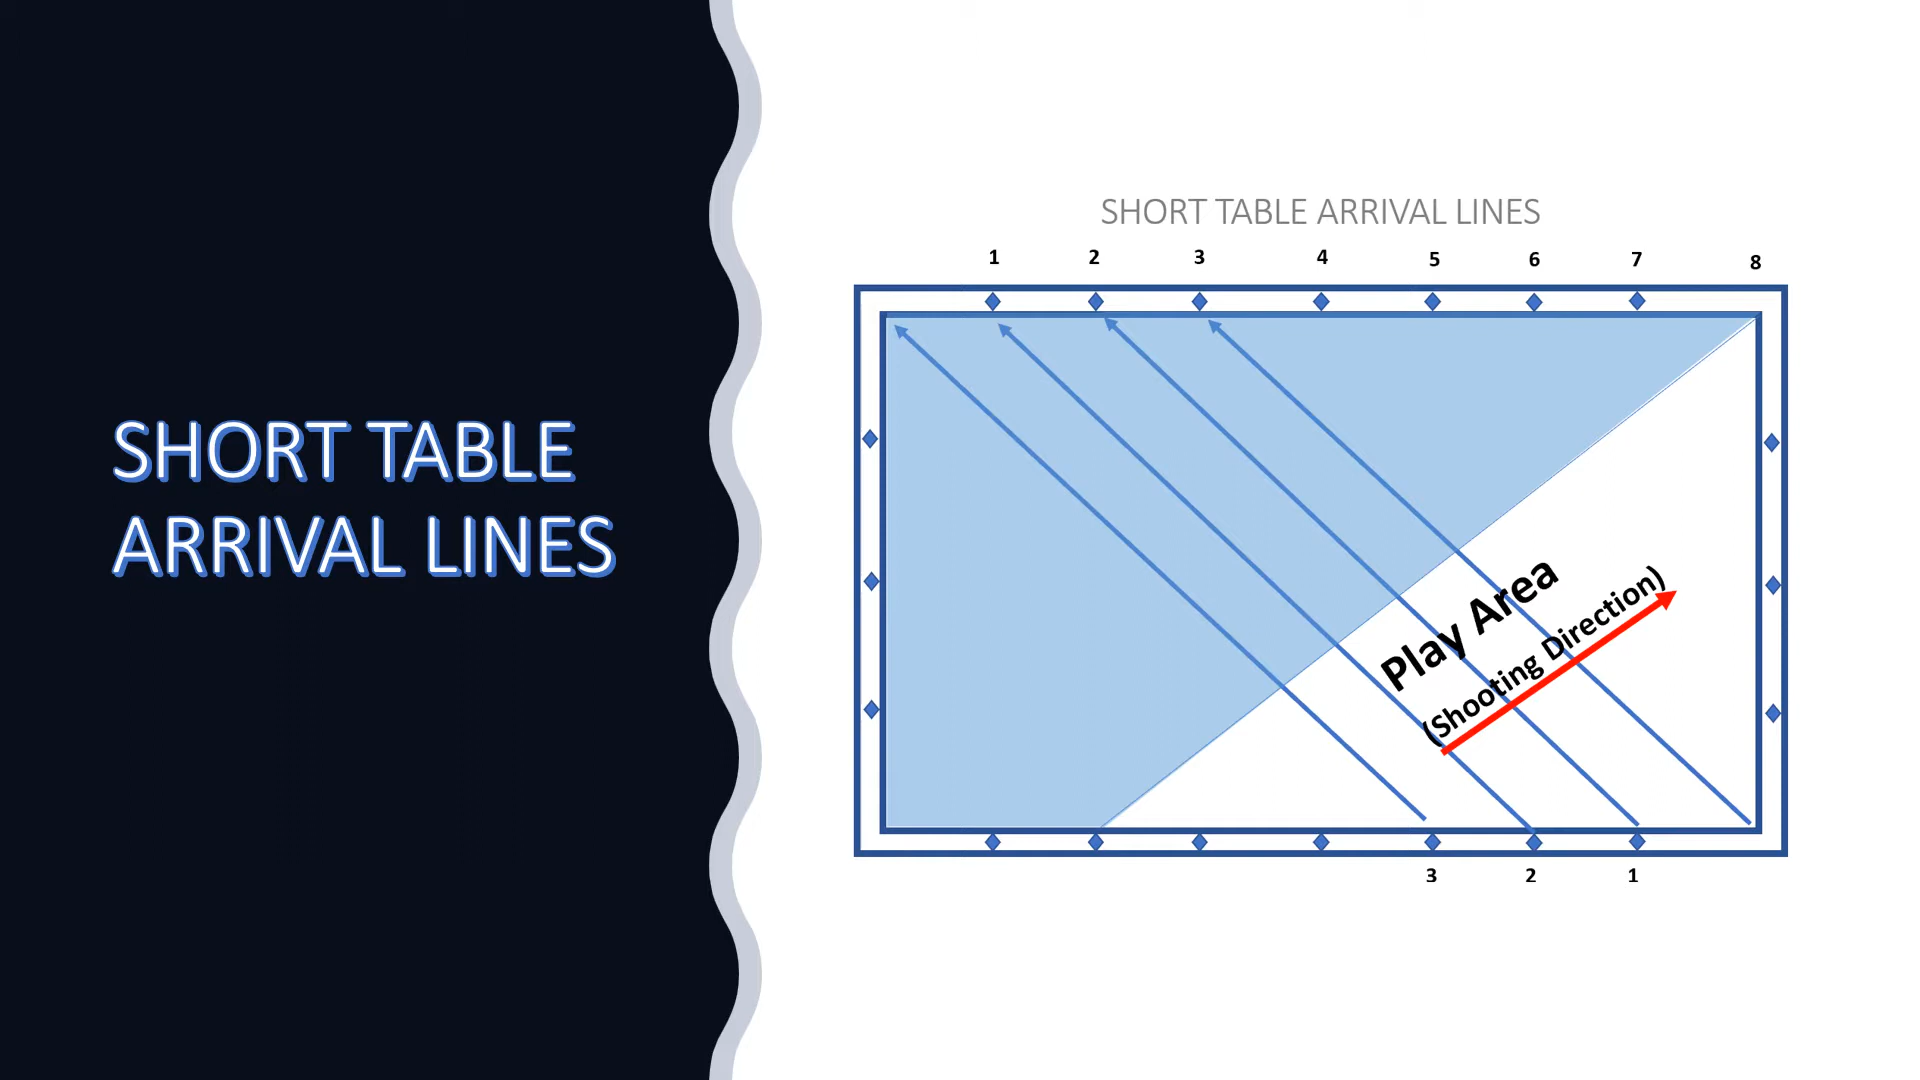 SHORT TABLE
ARRIVAL LINES
SHORT TABLE ARRIVAL LINES
1 2 3 4 5 6 7 8
Play Area
(Shooting Direction)
3 2 1